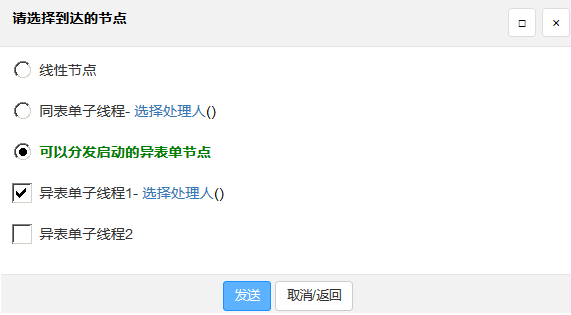 请选择到达的节点
线性节点
同表单子线程- 选择处理人()
可以分发启动的异表单节点
异表单子线程1- 选择处理人()
异表单子线程2
发送 取消/返回